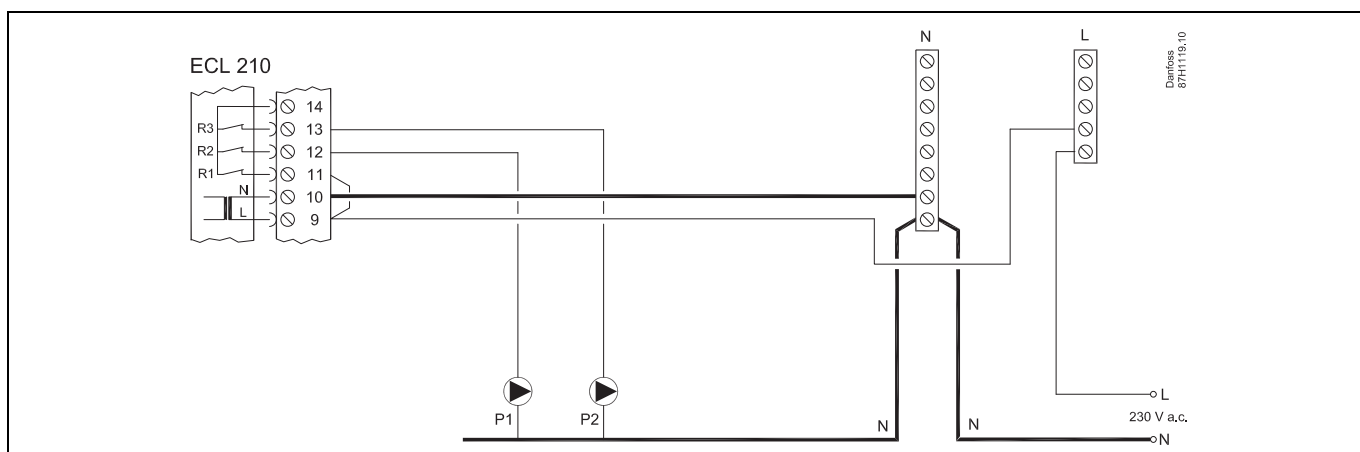 ECL 210
N
L
Danfoss
87H1119.10
14
R3 13
R2 12
R1 11
N 10
L 9
P1 P2
N N
L
230 V a.c.
N